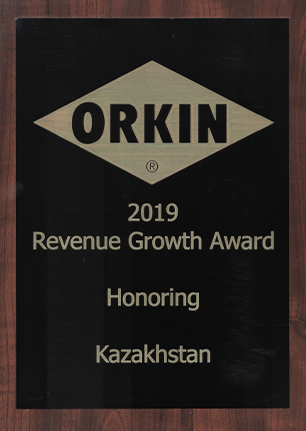 ORKIN
®
2019
Revenue Growth Award
Honoring
Kazakhstan